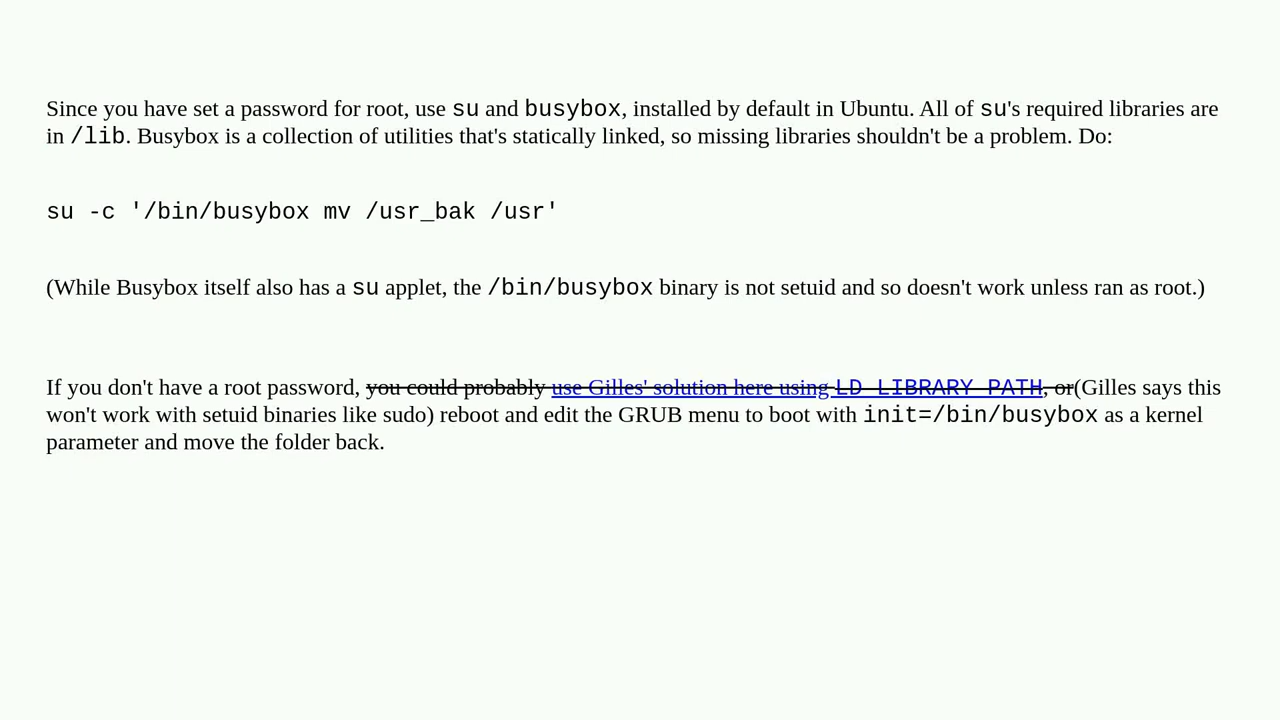 Since you have set a password for root, use su and busybox, installed by default in Ubuntu. All of su's required libraries are
in /lib. Busybox is a collection of utilities that's statically linked, so missing libraries shouldn't be a problem. Do:
su -c '/bin/busybox mv /usr_bak /usr'
(While Busybox itself also has a su applet, the /bin/busybox binary is not setuid and so doesn't work unless ran as root.)
If you don't have a root password, you could probably use Gilles' solution here using LD_LIBRARY_PATH, or(Gilles says this
won't work with setuid binaries like sudo) reboot and edit the GRUB menu to boot with init=/bin/busybox as a kernel
parameter and move the folder back.